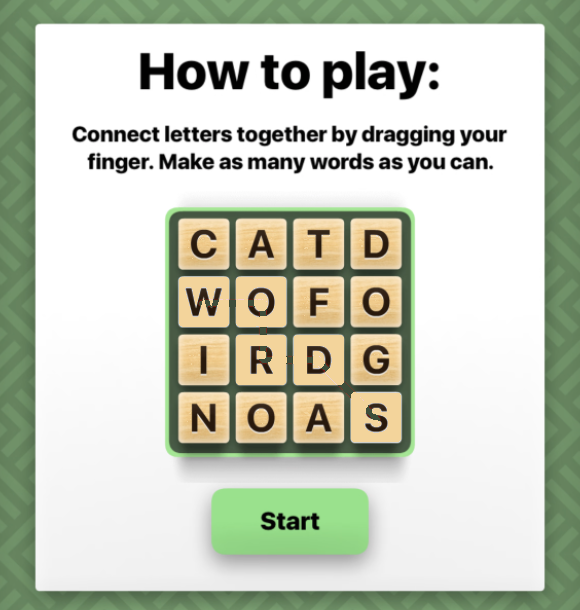 How to play:
Connect letters together by dragging your
finger. Make as many words as you can.
C A T D
W O F O
I R D G
N O A S
Start